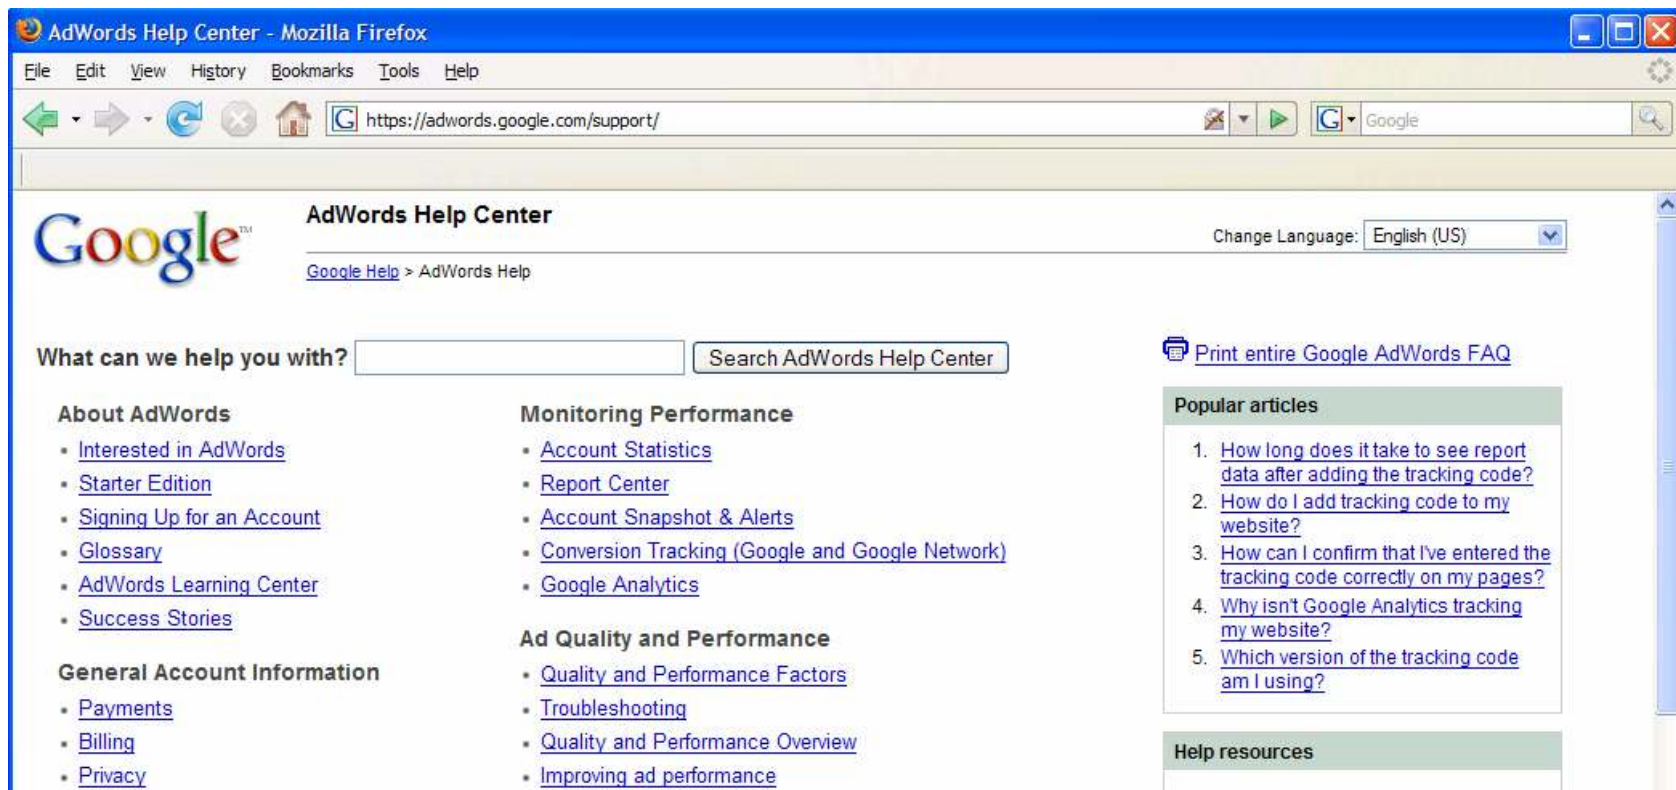 AdWords Help Center - Mozilla Firefox
File Edit View History Bookmarks Tools Help
https://adwords.google.com/support/
Google
Google™
AdWords Help Center
Change Language: English (US)
Google Help > AdWords Help
What can we help you with?
Search AdWords Help Center
Print entire Google AdWords FAQ
About AdWords
Interested in AdWords
Starter Edition
Signing Up for an Account
Glossary
AdWords Learning Center
Success Stories
General Account Information
Payments
Billing
Privacy
Monitoring Performance
Account Statistics
Report Center
Account Snapshot & Alerts
Conversion Tracking (Google and Google Network)
Google Analytics
Ad Quality and Performance
Quality and Performance Factors
Troubleshooting
Quality and Performance Overview
Improving ad performance
Popular articles
1. How long does it take to see report
data after adding the tracking code?
2. How do I add tracking code to my
website?
3. How can I confirm that I've entered the
tracking code correctly on my pages?
4. Why isn't Google Analytics tracking
my website?
5. Which version of the tracking code
am I using?
Help resources